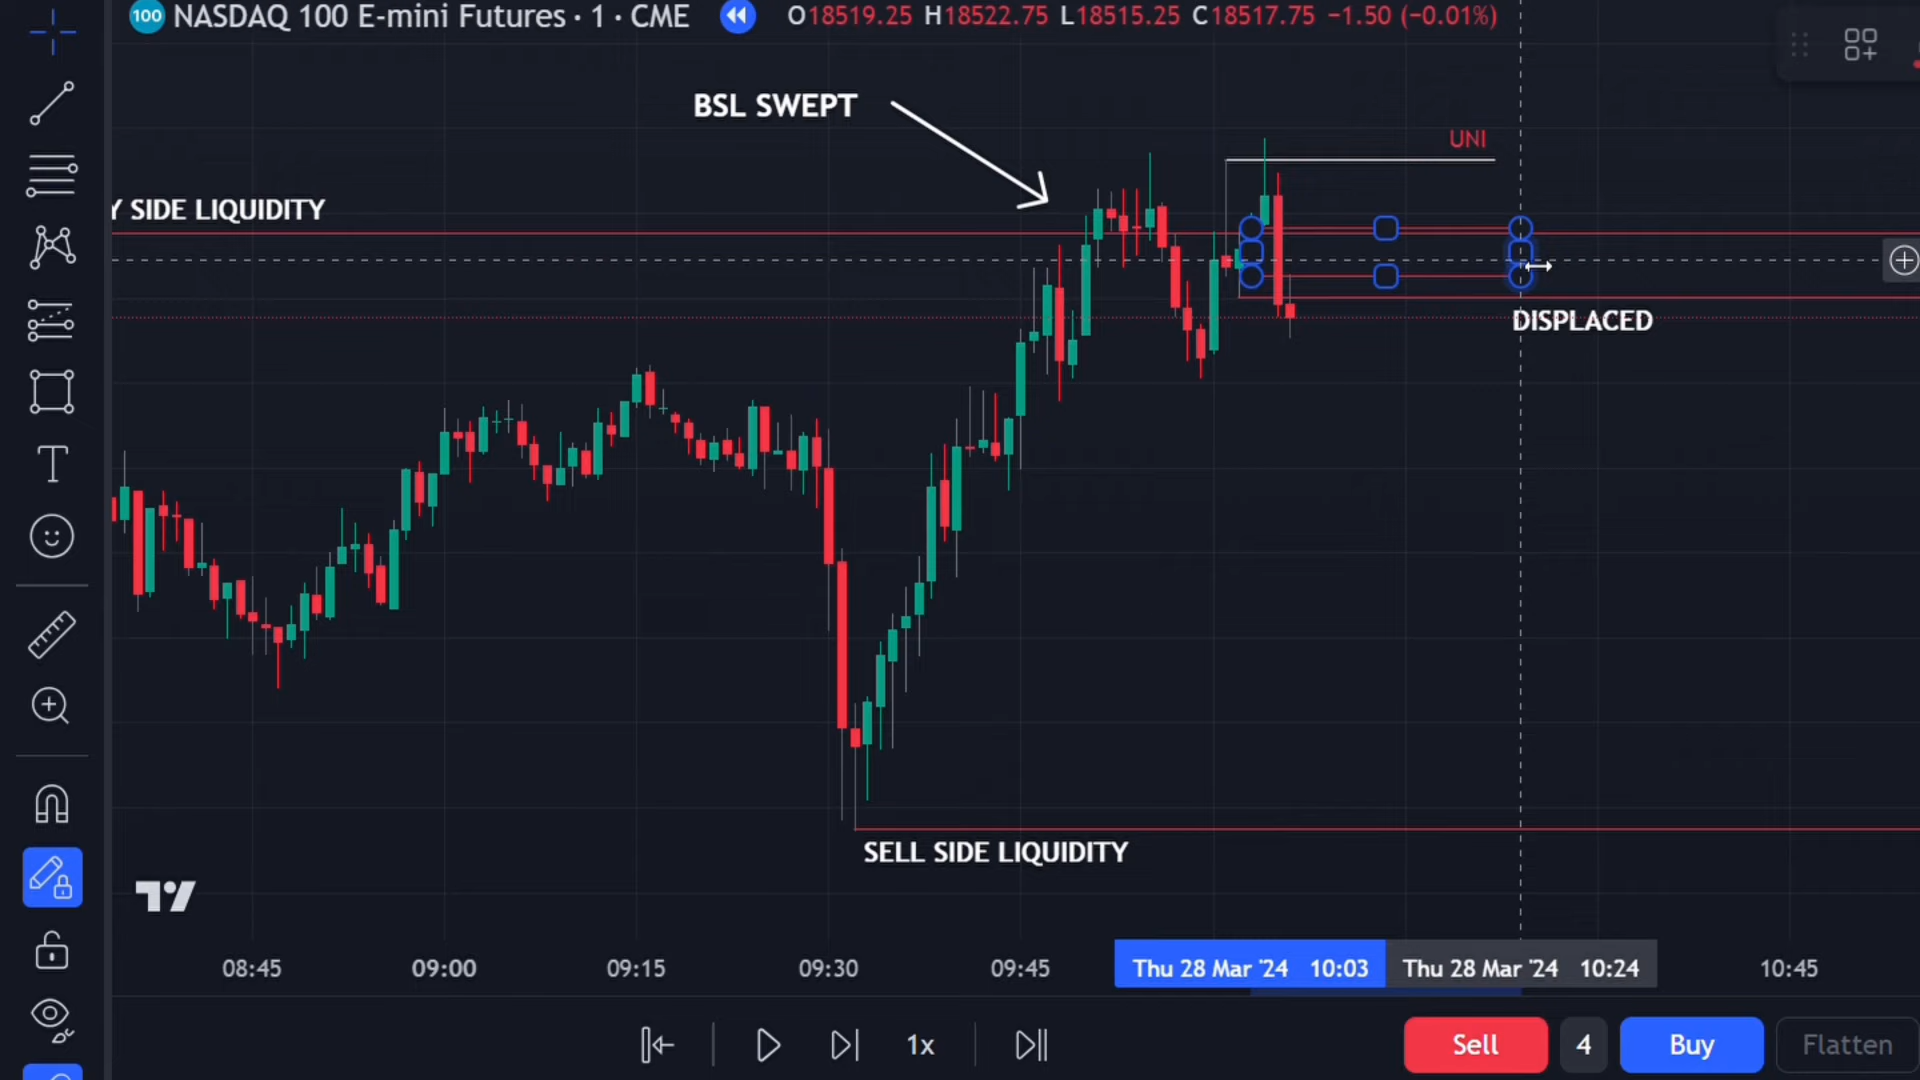 100 NASDAQ 100 E-mini Futures · 1 · CME O18519.25 H18522.75 L18515.25 C18517.75 −1.50 (−0.01%)
BSL SWEPT
UNI
Y SIDE LIQUIDITY
DISPLACED
SELL SIDE LIQUIDITY
08:45 09:00 09:15 09:30 09:45 Thu 28 Mar '24 10:03 Thu 28 Mar '24 10:24 10:45
1x Sell 4 Buy Flatten